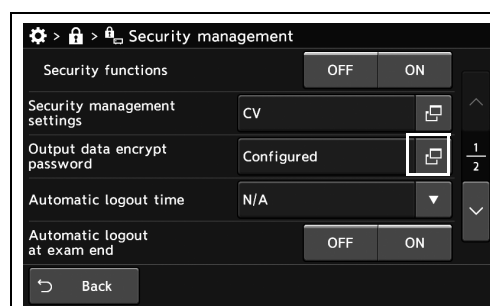 > > Security management
Security functions OFF ON
Security management
settings
CV
Output data encrypt
password
Configured
1
2
Automatic logout time N/A
Automatic logout
at exam end
OFF ON
Back